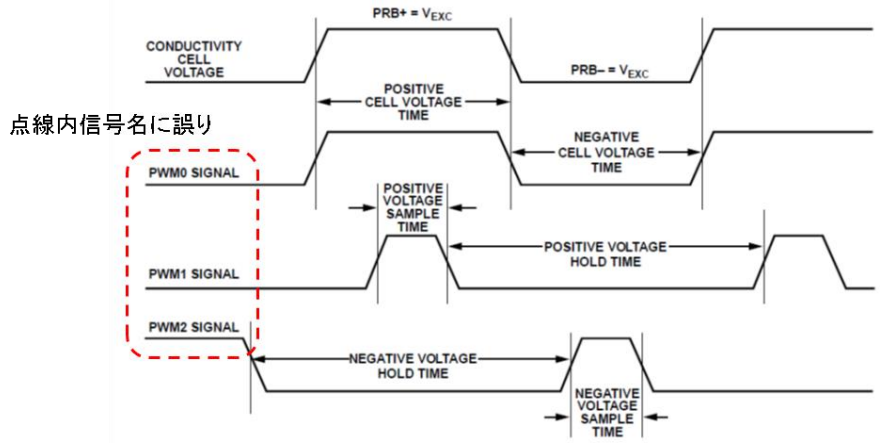 PRB+ = VEXC
CONDUCTIVITY
CELL
VOLTAGE
PRB– = VEXC
POSITIVE
CELL VOLTAGE
TIME
点線内信号名に誤り
NEGATIVE
CELL VOLTAGE
TIME
PWM0 SIGNAL
POSITIVE
VOLTAGE
SAMPLE
TIME
POSITIVE VOLTAGE
HOLD TIME
PWM1 SIGNAL
PWM2 SIGNAL
NEGATIVE VOLTAGE
HOLD TIME
NEGATIVE
VOLTAGE
SAMPLE
TIME